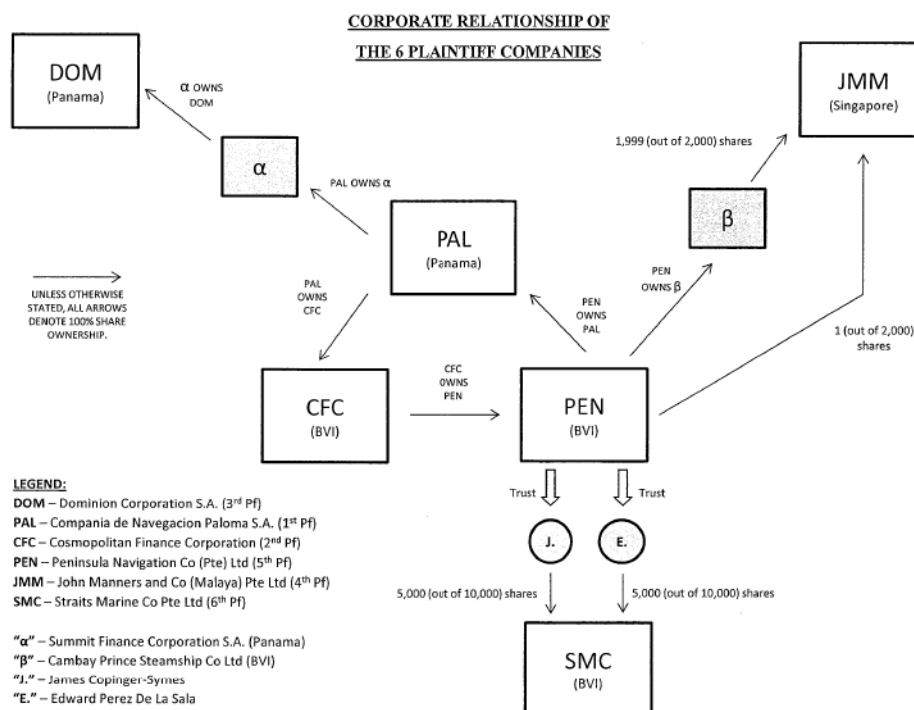 CORPORATE RELATIONSHIP OF
THE 6 PLAINTIFF COMPANIES
DOM
(Panama)
α OWNS
DOM
α
PAL OWNS α
PAL
(Panama)
JMM
(Singapore)
1,999 (out of 2,000) shares
β
PEN
OWNS β
1 (out of 2,000)
shares
UNLESS OTHERWISE
STATED, ALL ARROWS
DENOTE 100% SHARE
OWNERSHIP.
PAL
OWNS
CFC
PEN
OWNS
PAL
CFC
(BVI)
CFC
OWNS
PEN
PEN
(BVI)
Trust
Trust
J.
E.
5,000 (out of 10,000) shares
5,000 (out of 10,000) shares
SMC
(BVI)
LEGEND:
DOM – Dominion Corporation S.A. (3rd Pf)
PAL – Compania de Navegacion Paloma S.A. (1st Pf)
CFC – Cosmopolitan Finance Corporation (2nd Pf)
PEN – Peninsula Navigation Co (Pte) Ltd (5th Pf)
JMM – John Manners and Co (Malaya) Pte Ltd (4th Pf)
SMC – Straits Marine Co Pte Ltd (6th Pf)
"α" – Summit Finance Corporation S.A. (Panama)
"β" – Cambay Prince Steamship Co Ltd (BVI)
"J." – James Copinger-Symes
"E." – Edward Perez De La Sala